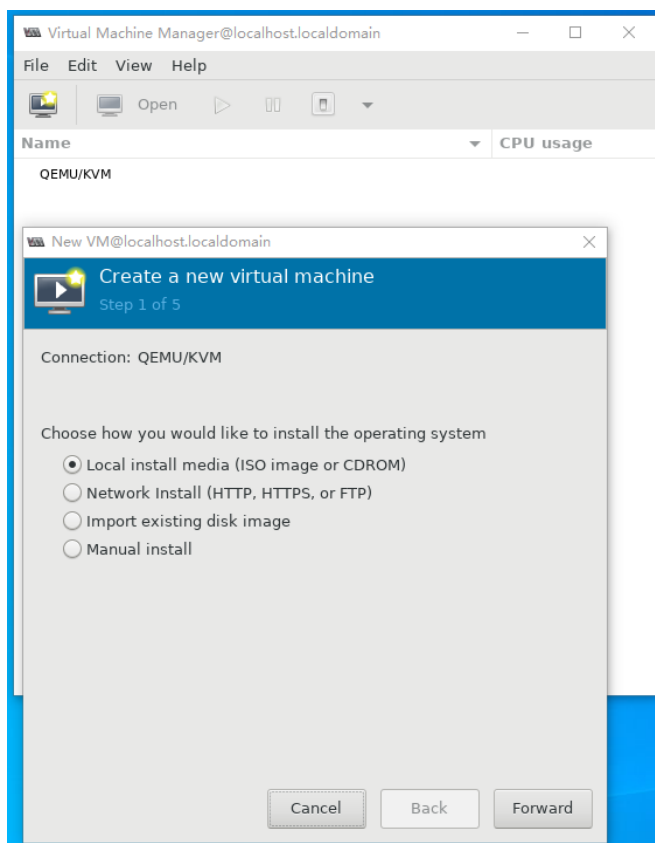 Virtual Machine Manager@localhost.localdomain
File Edit View Help
Open
Name CPU usage
QEMU/KVM
New VM@localhost.localdomain
Create a new virtual machine
Step 1 of 5
Connection: QEMU/KVM
Choose how you would like to install the operating system
Local install media (ISO image or CDROM)
Network Install (HTTP, HTTPS, or FTP)
Import existing disk image
Manual install
Cancel Back Forward